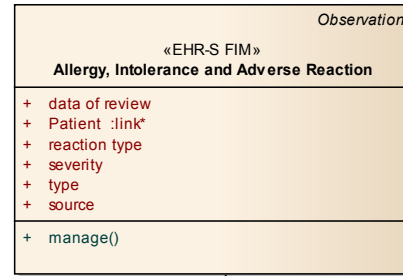 Observation
«EHR-S FIM»
Allergy, Intolerance and Adverse Reaction
+ data of review
+ Patient :link*
+ reaction type
+ severity
+ type
+ source
+ manage()